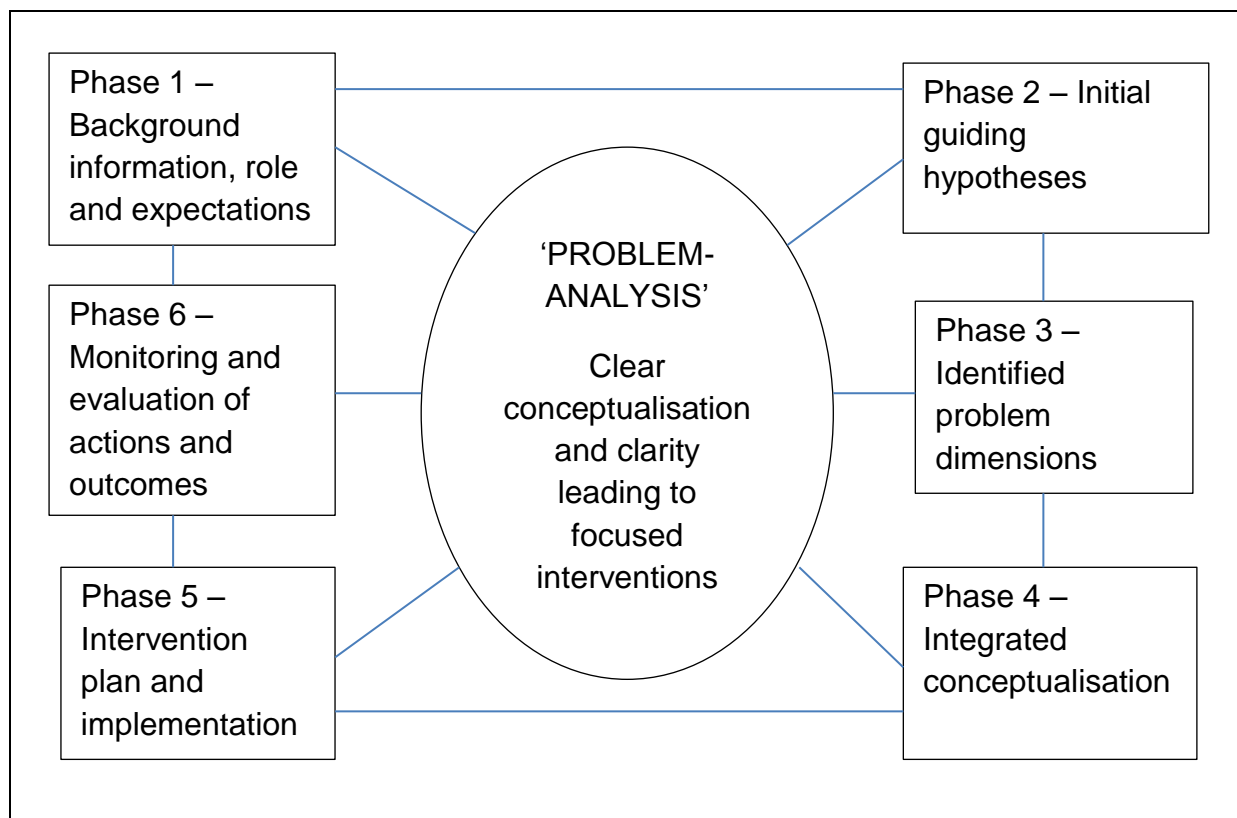 Phase 1 –
Background
information, role
and expectations
Phase 2 – Initial
guiding
hypotheses
‘PROBLEM-
ANALYSIS’
Clear
conceptualisation
and clarity
leading to
focused
interventions
Phase 6 –
Monitoring and
evaluation of
actions and
outcomes
Phase 3 –
Identified
problem
dimensions
Phase 5 –
Intervention
plan and
implementation
Phase 4 –
Integrated
conceptualisation